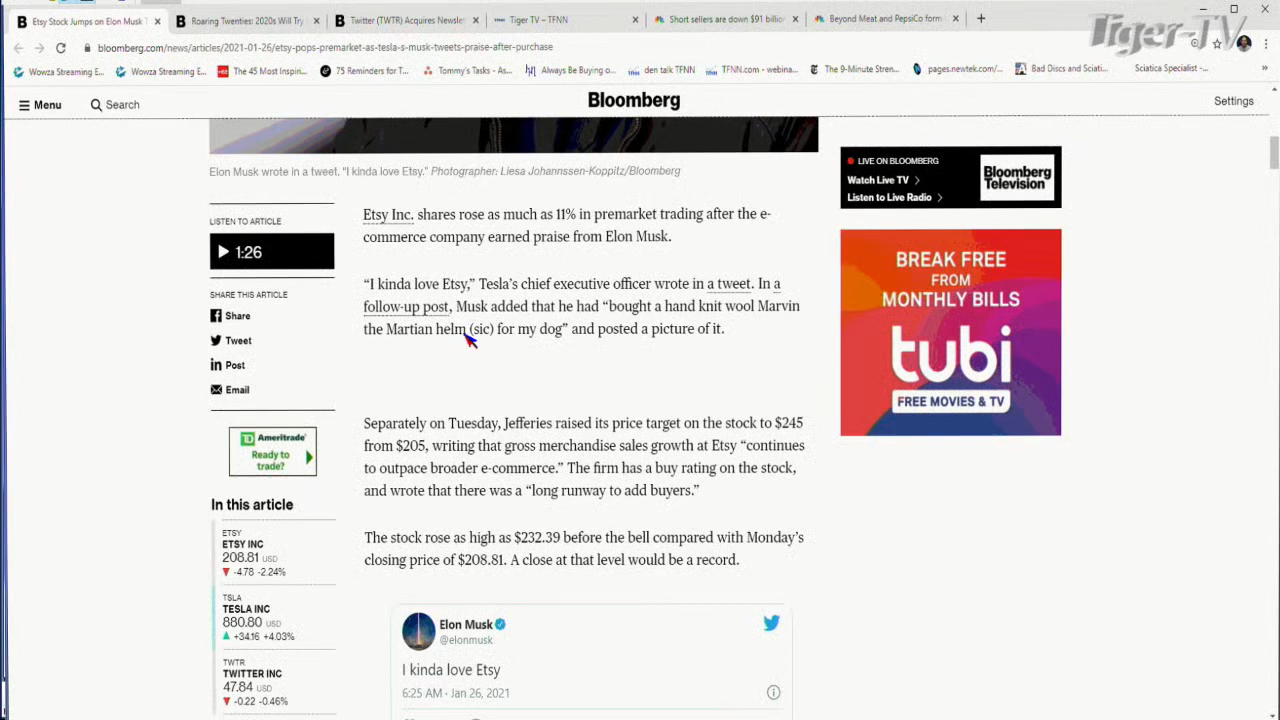 Etsy Stock Jumps on Elon Musk T
Roaring Twenties: 2020s Will Try
Twitter (TWTR) Acquires Newslet
Tiger TV – TFNN
Short sellers are down $91 billio
Beyond Meat and PepsiCo form
Tiger-TV
bloomberg.com/news/articles/2021-01-26/etsy-pops-premarket-as-tesla-s-musk-tweets-praise-after-purchase
Wowza Streaming E...
Wowza Streaming E...
The 45 Most Inspiri...
75 Reminders for T...
Tommy's Tasks - As...
Always Be Buying o...
den talk TFNN
TFNN.com - webina...
The 9-Minute Stren...
pages.newtek.com/...
Bad Discs and Sciati...
Sciatica Specialist -...
Menu
Search
Bloomberg
Settings
Elon Musk wrote in a tweet. “I kinda love Etsy.” Photographer: Liesa Johannssen-Koppitz/Bloomberg
LISTEN TO ARTICLE
1:26
SHARE THIS ARTICLE
Share
Tweet
Post
Email
TD Ameritrade
Ready to
trade?
In this article
ETSY
ETSY INC
208.81 USD
-4.78 -2.24%
TSLA
TESLA INC
880.80 USD
+34.16 +4.03%
TWTR
TWITTER INC
47.84 USD
-0.22 -0.46%
Etsy Inc. shares rose as much as 11% in premarket trading after the e-
commerce company earned praise from Elon Musk.
“I kinda love Etsy,” Tesla’s chief executive officer wrote in a tweet. In a
follow-up post, Musk added that he had “bought a hand knit wool Marvin
the Martian helm (sic) for my dog” and posted a picture of it.
Separately on Tuesday, Jefferies raised its price target on the stock to $245
from $205, writing that gross merchandise sales growth at Etsy “continues
to outpace broader e-commerce.” The firm has a buy rating on the stock,
and wrote that there was a “long runway to add buyers.”
The stock rose as high as $232.39 before the bell compared with Monday’s
closing price of $208.81. A close at that level would be a record.
Elon Musk
@elonmusk
I kinda love Etsy
6:25 AM · Jan 26, 2021
LIVE ON BLOOMBERG
Watch Live TV
Listen to Live Radio
Bloomberg
Television
BREAK FREE
FROM
MONTHLY BILLS
tubi
FREE MOVIES & TV